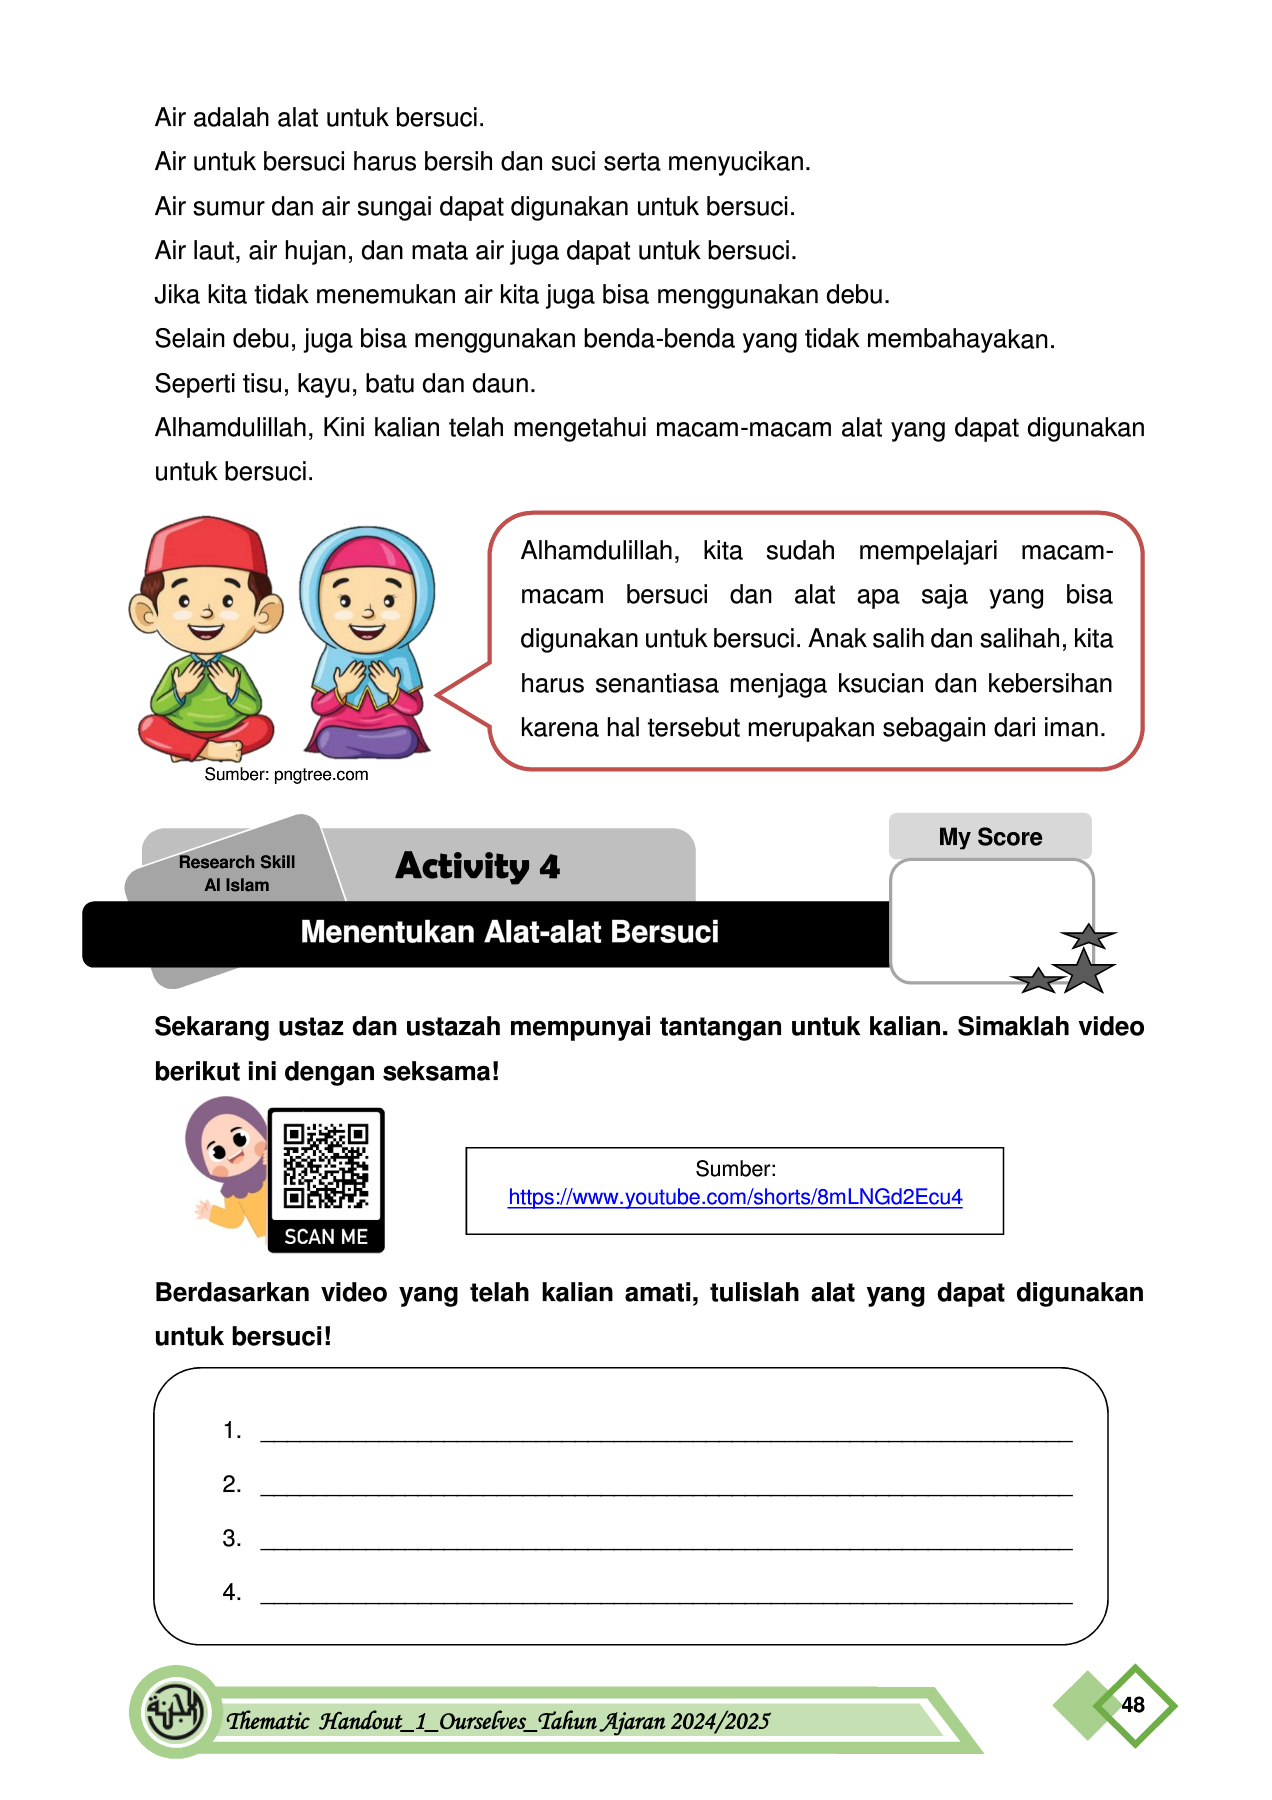 Air adalah alat untuk bersuci.
Air untuk bersuci harus bersih dan suci serta menyucikan.
Air sumur dan air sungai dapat digunakan untuk bersuci.
Air laut, air hujan, dan mata air juga dapat untuk bersuci.
Jika kita tidak menemukan air kita juga bisa menggunakan debu.
Selain debu, juga bisa menggunakan benda-benda yang tidak membahayakan.
Seperti tisu, kayu, batu dan daun.
Alhamdulillah, Kini kalian telah mengetahui macam-macam alat yang dapat digunakan
untuk bersuci.
Alhamdulillah, kita sudah mempelajari macam-
macam bersuci dan alat apa saja yang bisa
digunakan untuk bersuci. Anak salih dan salihah, kita
harus senantiasa menjaga ksucian dan kebersihan
karena hal tersebut merupakan sebagain dari iman.
Sumber: pngtree.com
Research Skill
Al Islam
Activity 4
My Score
Menentukan Alat-alat Bersuci
Sekarang ustaz dan ustazah mempunyai tantangan untuk kalian. Simaklah video
berikut ini dengan seksama!
SCAN ME
Sumber:
https://www.youtube.com/shorts/8mLNGd2Ecu4
Berdasarkan video yang telah kalian amati, tulislah alat yang dapat digunakan
untuk bersuci!
1.
2.
3.
4.
Thematic Handout_1_Ourselves_Tahun Ajaran 2024/2025
48